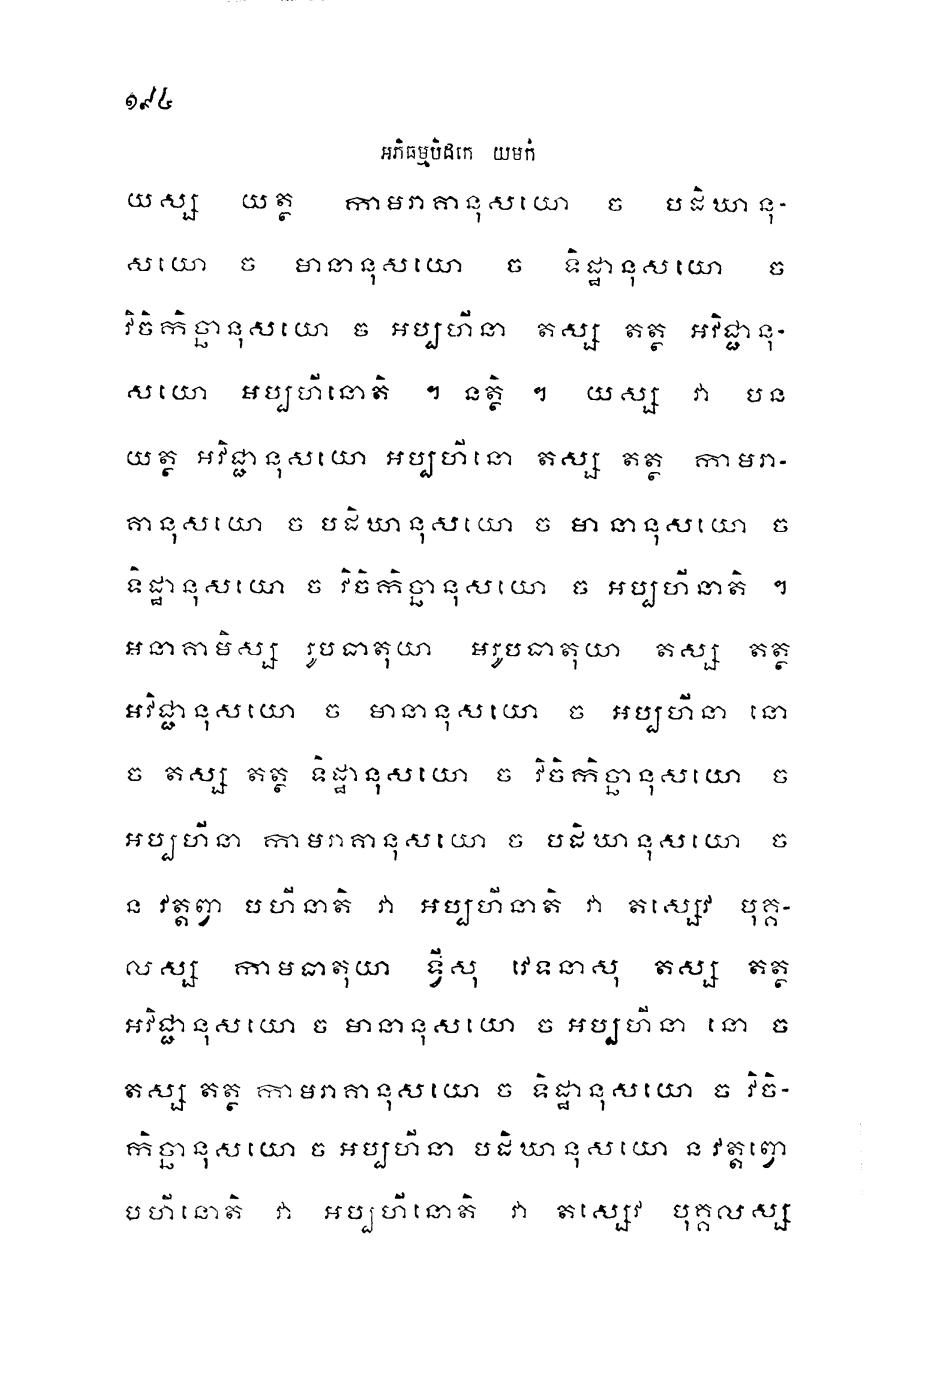 ១៩៤
អភិធម្មបិដកេ យមកំ
យស្ស យត្ថ កាមរាគានុសយោ ច បដិឃានុ-
សយោ ច មានានុសយោ ច ទិដ្ឋានុសយោ ច
វិចិកិច្ឆានុសយោ ច អប្បហីនា តស្ស តត្ថ អវិជ្ជានុ-
សយោ អប្បហីនោតិ ។ នត្ថិ ។ យស្ស វា បន
យត្ថ អវិជ្ជានុសយោ អប្បហីនោ តស្ស តត្ថ កាមរា-
គានុសយោ ច បដិឃានុសយោ ច មានានុសយោ ច
ទិដ្ឋានុសយោ ច វិចិកិច្ឆានុសយោ ច អប្បហីនាតិ ។
អនាគាមិស្ស រូបធាតុយា អរូបធាតុយា តស្ស តត្ថ
អវិជ្ជានុសយោ ច មានានុសយោ ច អប្បហីនា នោ
ច តស្ស តត្ថ ទិដ្ឋានុសយោ ច វិចិកិច្ឆានុសយោ ច
អប្បហីនា កាមរាគានុសយោ ច បដិឃានុសយោ ច
ន វត្តព្វា បហីនាតិ វា អប្បហីនាតិ វា តស្សេវ បុគ្គ-
លស្ស កាមធាតុយា ទ្វីសុ វេទនាសុ តស្ស តត្ថ
អវិជ្ជានុសយោ ច មានានុសយោ ច អប្បហីនា នោ ច
តស្ស តត្ថ កាមរាគានុសយោ ច ទិដ្ឋានុសយោ ច វិចិ-
កិច្ឆានុសយោ ច អប្បហីនា បដិឃានុសយោ ន វត្តព្វោ
បហីនោតិ វា អប្បហីនោតិ វា តស្សេវ បុគ្គលស្ស